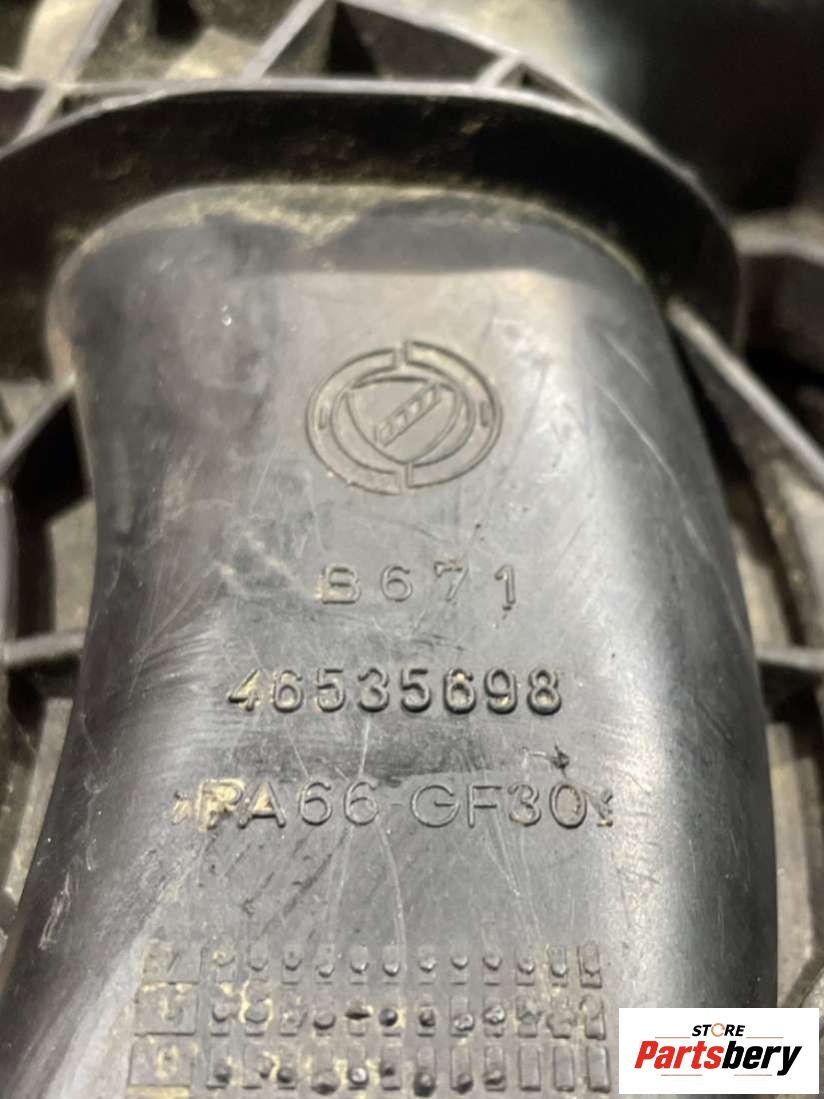 B671
46535698
>PA66-GF30<
STORE
Partsbery